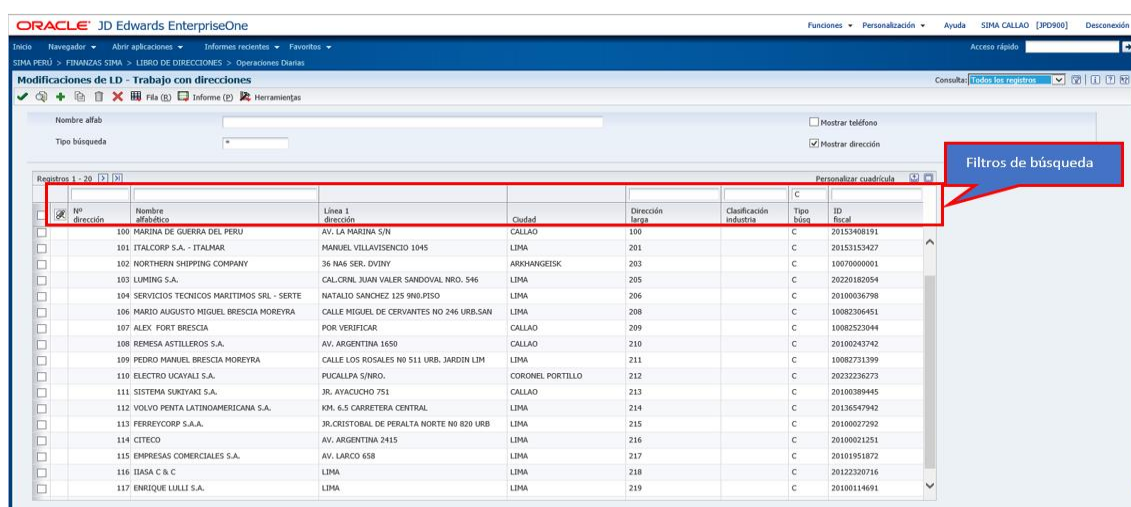 ORACLE® JD Edwards EnterpriseOne
Funciones Personalización Ayuda SIMA CALLAO [JPD900] Desconexión
Inicio Navegador Abrir aplicaciones Informes recientes Favoritos Acceso rápido
SIMA PERÚ > FINANZAS SIMA > LIBRO DE DIRECCIONES > Operaciones Diarias
Modificaciones de LD - Trabajo con direcciones Consulta: Todos los registros
Fila (R) Informe (P) Herramientas
Nombre alfab Mostrar teléfono
Tipo búsqueda * Mostrar dirección
Filtros de búsqueda
Registros 1 - 20 Personalizar cuadrícula
C
Nº dirección Nombre alfabético Línea 1 dirección Ciudad Dirección larga Clasificación industria Tipo búsq ID fiscal
100 MARINA DE GUERRA DEL PERU AV. LA MARINA S/N CALLAO 100 C 20153408191
101 ITALCORP S.A. - ITALMAR MANUEL VILLAVISENCIO 1045 LIMA 201 C 20153153427
102 NORTHERN SHIPPING COMPANY 36 NA6 SER. DVINY ARKHANGEISK 203 C 10070000001
103 LUMING S.A. CAL.CRNL JUAN VALER SANDOVAL NRO. 546 LIMA 205 C 20220182054
104 SERVICIOS TECNICOS MARITIMOS SRL - SERTE NATALIO SANCHEZ 125 9N0.PISO LIMA 206 C 20100036798
106 MARIO AUGUSTO MIGUEL BRESCIA MOREYRA CALLE MIGUEL DE CERVANTES NO 246 URB.SAN LIMA 208 C 10082306451
107 ALEX FORT BRESCIA POR VERIFICAR CALLAO 209 C 10082523044
108 REMESA ASTILLEROS S.A. AV. ARGENTINA 1650 CALLAO 210 C 20100243742
109 PEDRO MANUEL BRESCIA MOREYRA CALLE LOS ROSALES N0 511 URB. JARDIN LIM LIMA 211 C 10082731399
110 ELECTRO UCAYALI S.A. PUCALLPA S/NRO. CORONEL PORTILLO 212 C 20232236273
111 SISTEMA SUKIYAKI S.A. JR. AYACUCHO 751 CALLAO 213 C 20100389445
112 VOLVO PENTA LATINOAMERICANA S.A. KM. 6.5 CARRETERA CENTRAL LIMA 214 C 20136547942
113 FERREYCORP S.A.A. JR.CRISTOBAL DE PERALTA NORTE N0 820 URB LIMA 215 C 20100027292
114 CITECO AV. ARGENTINA 2415 LIMA 216 C 20100021251
115 EMPRESAS COMERCIALES S.A. AV. LARCO 658 LIMA 217 C 20101951872
116 IIASA C & C LIMA LIMA 218 C 20122320716
117 ENRIQUE LULLI S.A. LIMA LIMA 219 C 20100114691